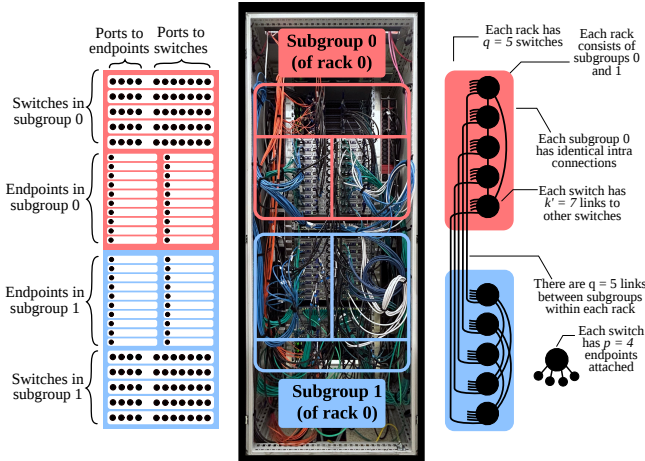 Ports to
endpoints
Ports to
switches
Switches in
subgroup 0
Endpoints in
subgroup 0
Endpoints in
subgroup 1
Switches in
subgroup 1
Subgroup 0
(of rack 0)
Subgroup 1
(of rack 0)
Each rack has
q = 5 switches
Each rack
consists of
subgroups 0
and 1
Each subgroup 0
has identical intra
connections
Each switch has
k' = 7 links to
other switches
There are q = 5 links
between subgroups
within each rack
Each switch
has p = 4
endpoints
attached